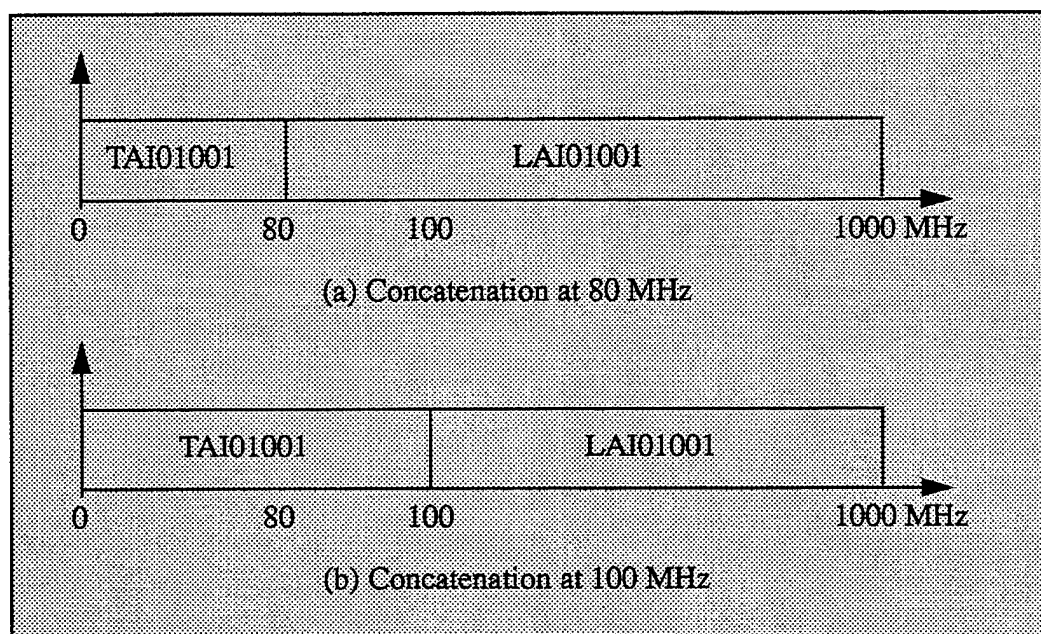 TAI01001 LAI01001
0 80 100 1000 MHz
(a) Concatenation at 80 MHz
TAI01001 LAI01001
0 80 100 1000 MHz
(b) Concatenation at 100 MHz